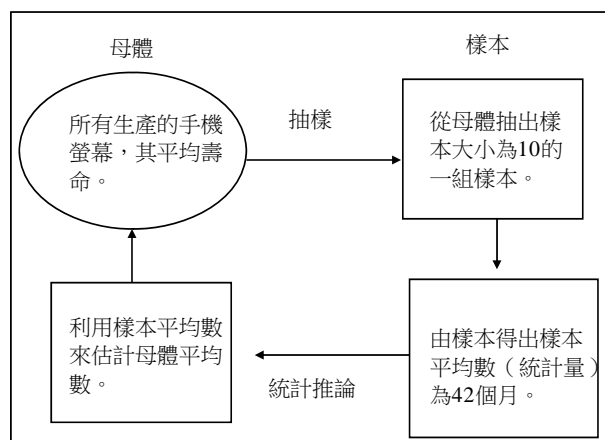 母體
樣本
所有生產的手機
螢幕，其平均壽
命。
抽樣
從母體抽出樣
本大小為10的
一組樣本。
利用樣本平均數
來估計母體平均
數。
統計推論
由樣本得出樣本
平均數（統計量）
為42個月。